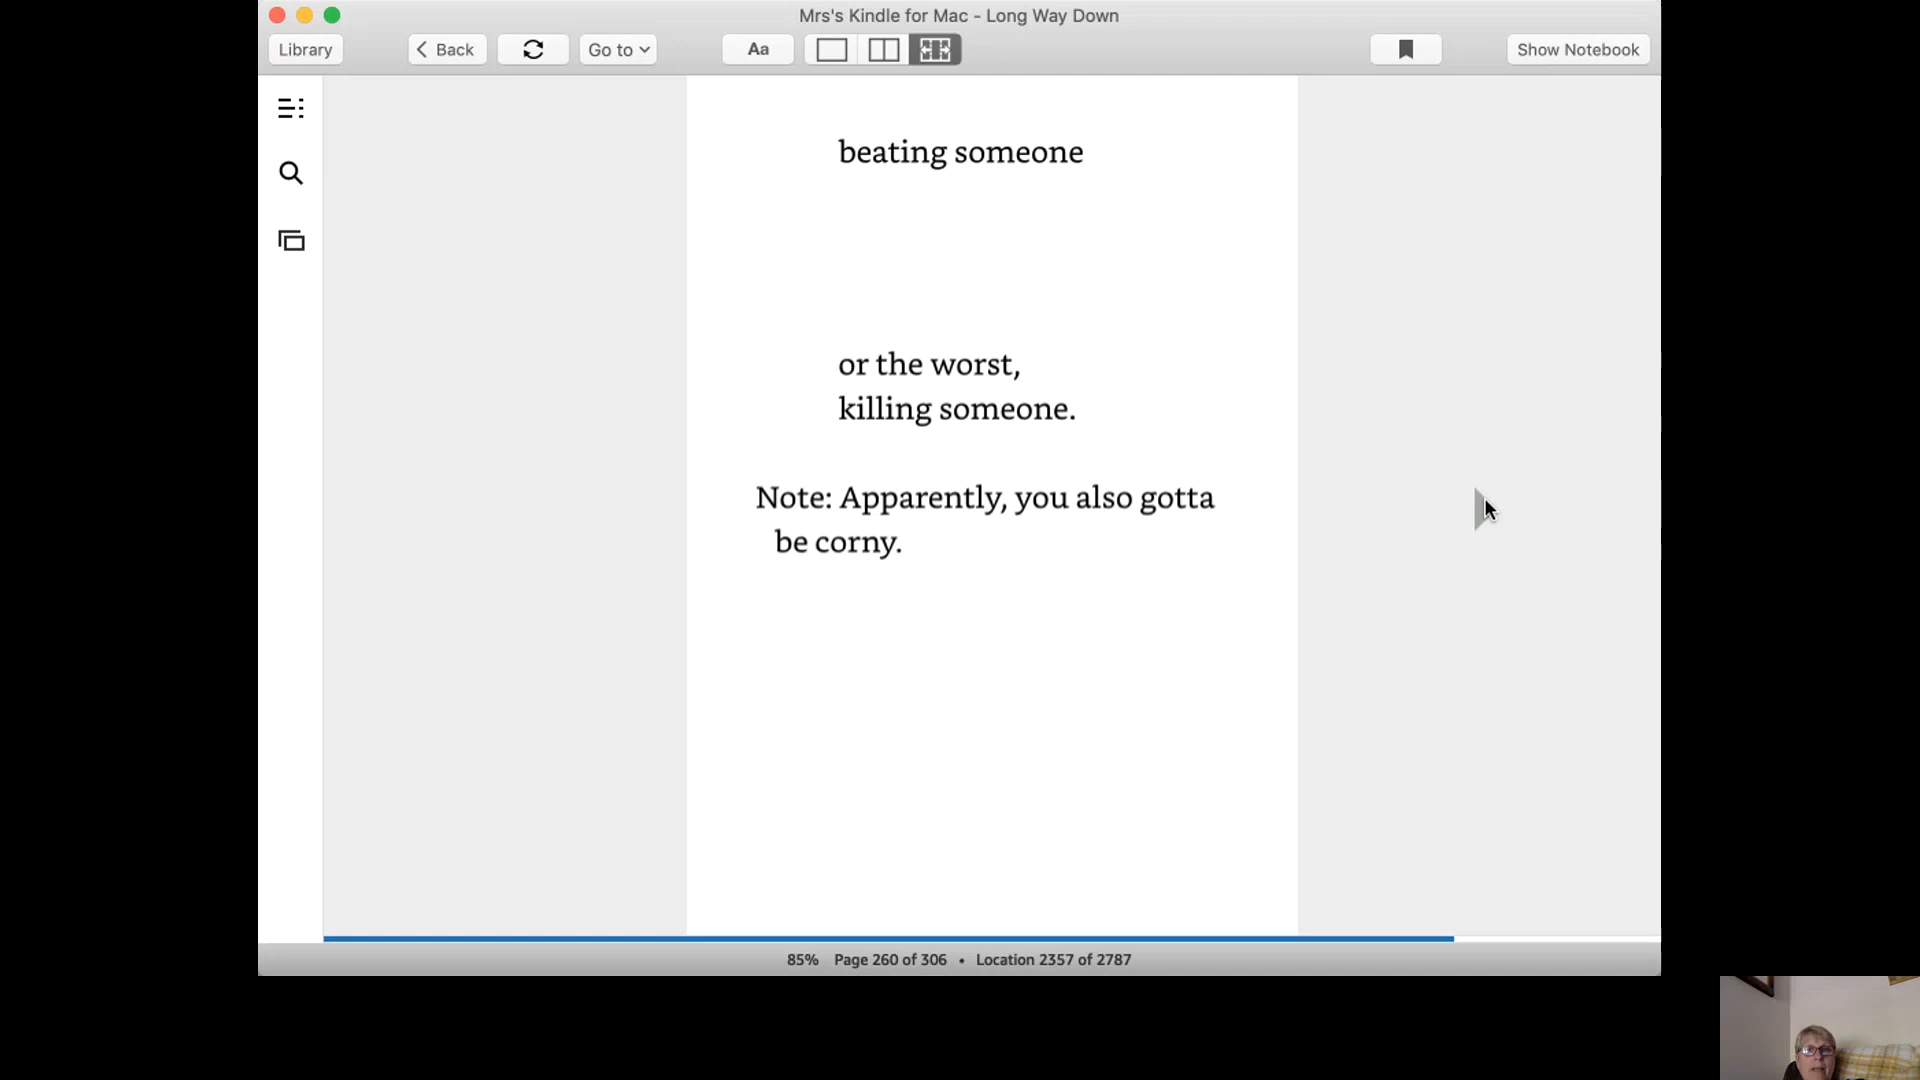 Mrs's Kindle for Mac - Long Way Down
Library
Back
Go to
Aa
Show Notebook
beating someone
or the worst,
killing someone.
Note: Apparently, you also gotta
be corny.
85% Page 260 of 306 • Location 2357 of 2787